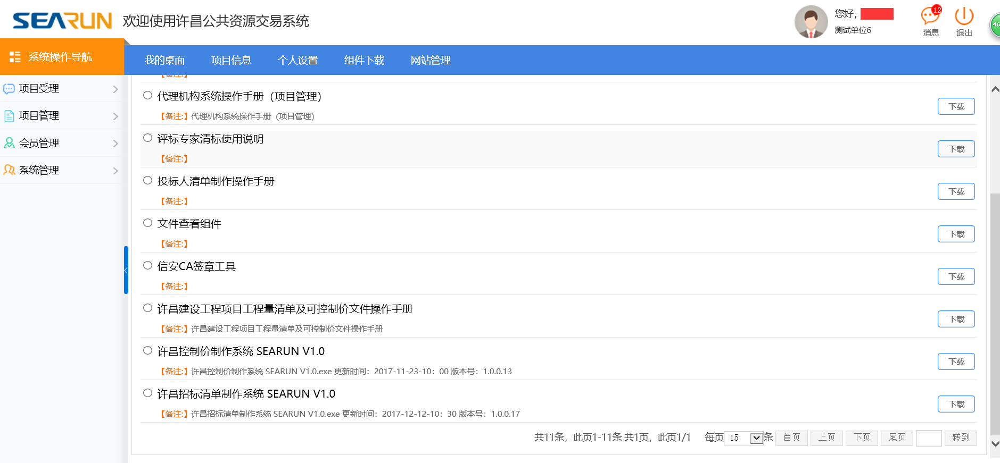 SEARUN 欢迎使用许昌公共资源交易系统
您好,
测试单位6
12
消息
退出
46
系统操作导航
我的桌面 项目信息 个人设置 组件下载 网站管理
项目受理
项目管理
会员管理
系统管理
【备注:】
代理机构系统操作手册（项目管理）
【备注:】代理机构系统操作手册（项目管理）
下载
评标专家清标使用说明
【备注:】
下载
投标人清单制作操作手册
【备注:】
下载
文件查看组件
【备注:】
下载
信安CA签章工具
【备注:】
下载
许昌建设工程项目工程量清单及可控制价文件操作手册
【备注:】许昌建设工程项目工程量清单及可控制价文件操作手册
下载
许昌控制价制作系统 SEARUN V1.0
【备注:】许昌控制价制作系统 SEARUN V1.0.exe 更新时间：2017-11-23-10：00 版本号：1.0.0.13
下载
许昌招标清单制作系统 SEARUN V1.0
【备注:】许昌招标清单制作系统 SEARUN V1.0.exe 更新时间：2017-12-12-10：30 版本号：1.0.0.17
下载
共11条，此页1-11条 共1页，此页1/1 每页 15 条 首页 上页 下页 尾页 转到